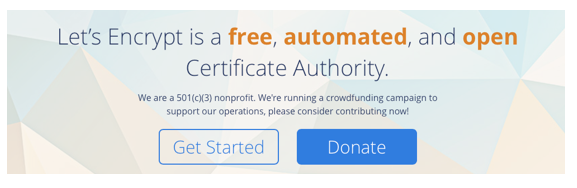 Let's Encrypt is a free, automated, and open
Certificate Authority.
We are a 501(c)(3) nonprofit. We're running a crowdfunding campaign to
support our operations, please consider contributing now!
Get Started
Donate